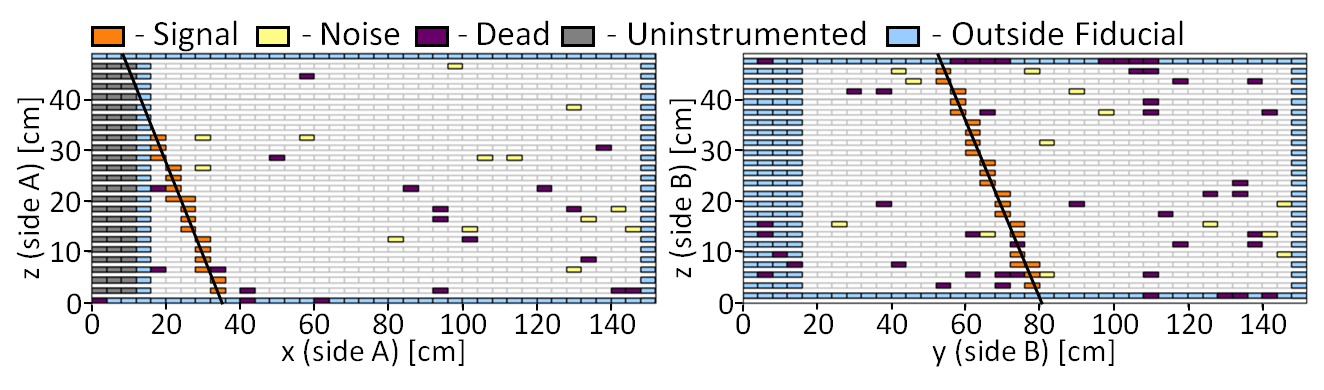 - Signal - Noise - Dead - Uninstrumented - Outside Fiducial
z (side A) [cm]
40
30
20
10
0
0 20 40 60 80 100 120 140
x (side A) [cm]
z (side B) [cm]
40
30
20
10
0
0 20 40 60 80 100 120 140
y (side B) [cm]